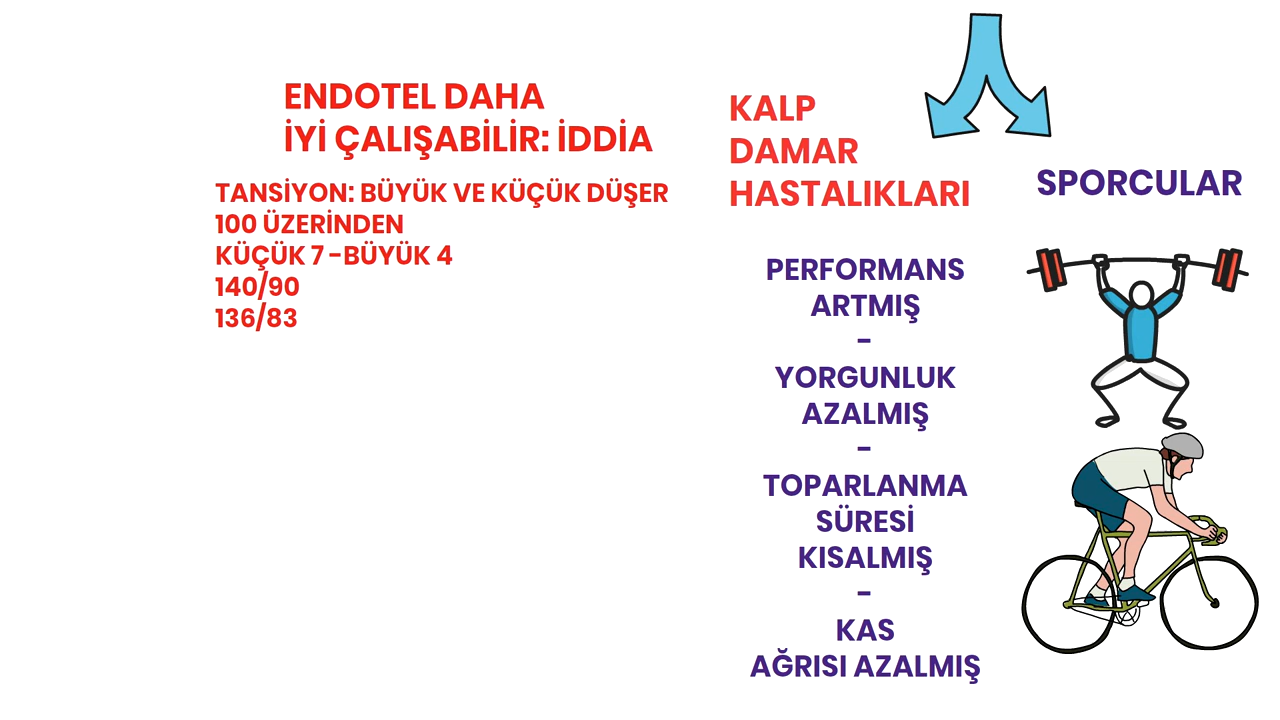 ENDOTEL DAHA
İYİ ÇALIŞABİLİR: İDDİA
TANSİYON: BÜYÜK VE KÜÇÜK DÜŞER
100 ÜZERİNDEN
KÜÇÜK 7 -BÜYÜK 4
140/90
136/83
KALP
DAMAR
HASTALIKLARI
SPORCULAR
PERFORMANS
ARTMIŞ
-
YORGUNLUK
AZALMIŞ
-
TOPARLANMA
SÜRESİ
KISALMIŞ
-
KAS
AĞRISI AZALMIŞ